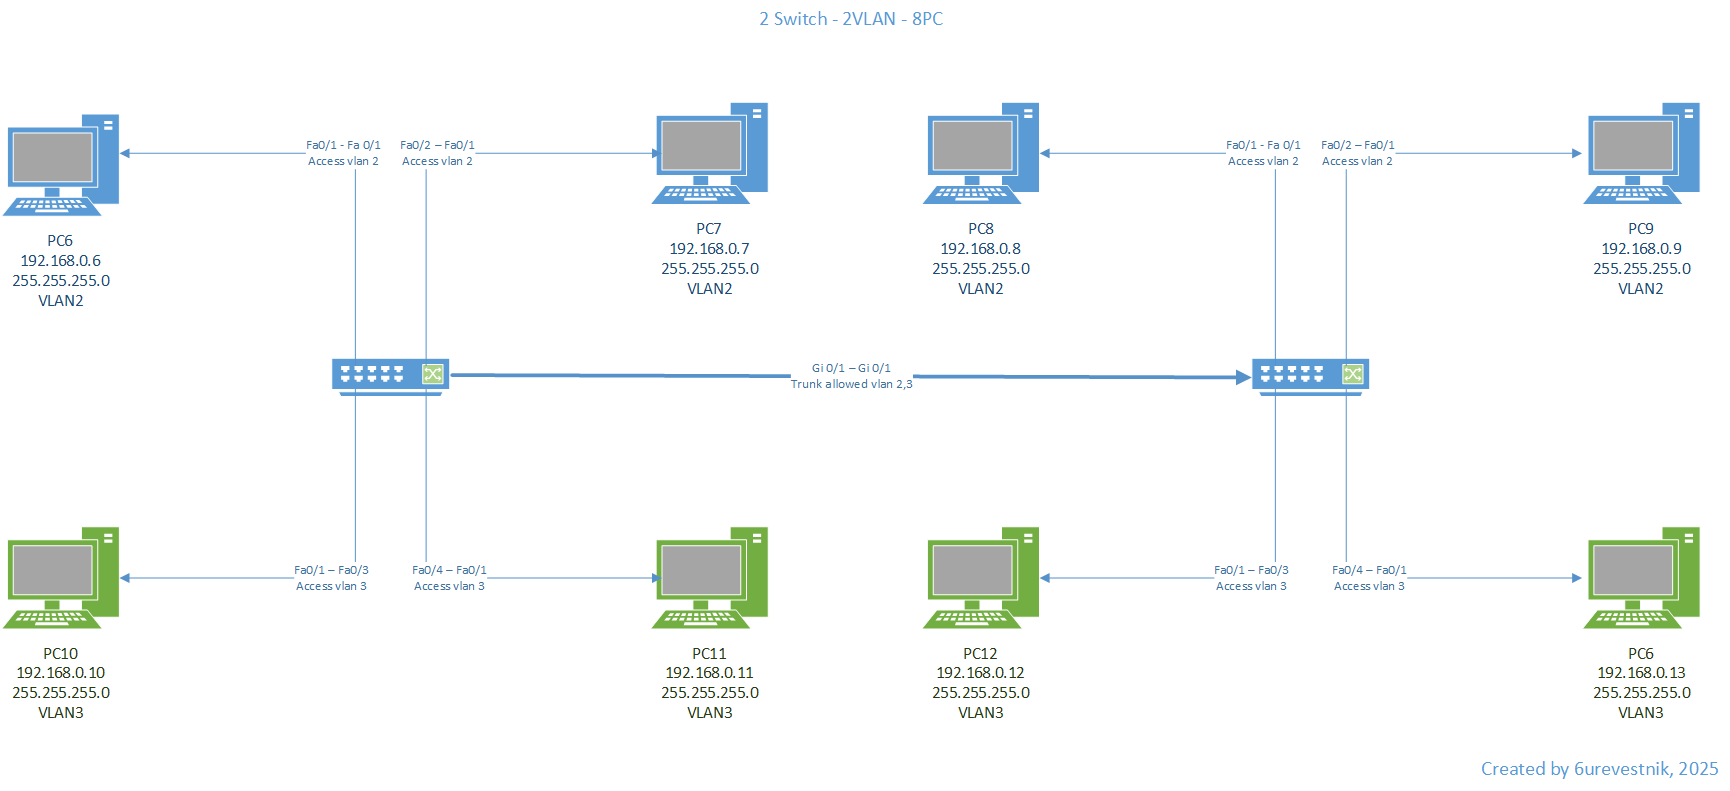 2 Switch - 2VLAN - 8PC
Fa0/1 - Fa 0/1
Access vlan 2
Fa0/2 – Fa0/1
Access vlan 2
Fa0/1 - Fa 0/1
Access vlan 2
Fa0/2 – Fa0/1
Access vlan 2
PC6
192.168.0.6
255.255.255.0
VLAN2
PC7
192.168.0.7
255.255.255.0
VLAN2
PC8
192.168.0.8
255.255.255.0
VLAN2
PC9
192.168.0.9
255.255.255.0
VLAN2
Gi 0/1 – Gi 0/1
Trunk allowed vlan 2,3
Fa0/1 – Fa0/3
Access vlan 3
Fa0/4 – Fa0/1
Access vlan 3
Fa0/1 – Fa0/3
Access vlan 3
Fa0/4 – Fa0/1
Access vlan 3
PC10
192.168.0.10
255.255.255.0
VLAN3
PC11
192.168.0.11
255.255.255.0
VLAN3
PC12
192.168.0.12
255.255.255.0
VLAN3
PC6
192.168.0.13
255.255.255.0
VLAN3
Created by 6urevestnik, 2025